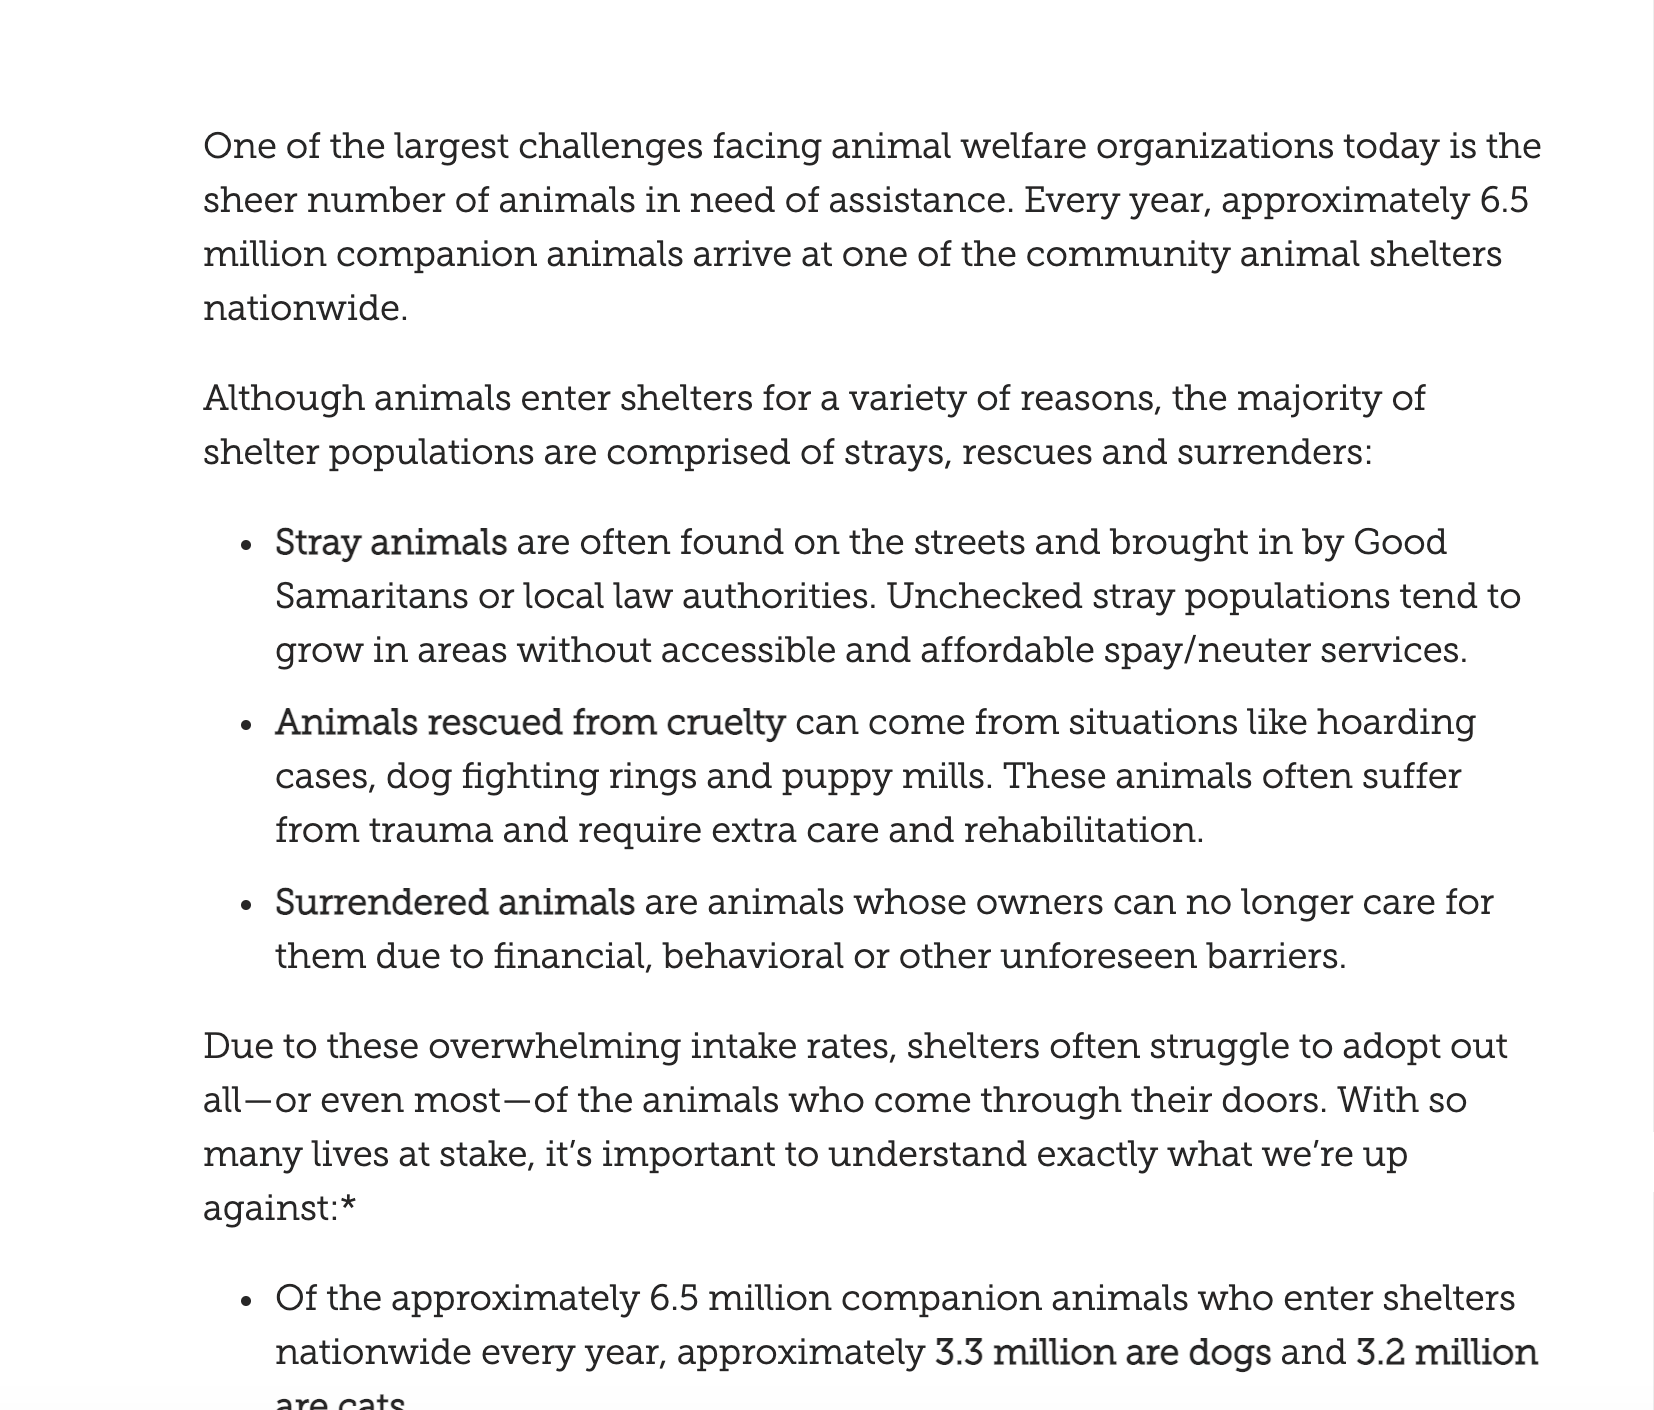 One of the largest challenges facing animal welfare organizations today is the
sheer number of animals in need of assistance. Every year, approximately 6.5
million companion animals arrive at one of the community animal shelters
nationwide.
Although animals enter shelters for a variety of reasons, the majority of
shelter populations are comprised of strays, rescues and surrenders:
• Stray animals are often found on the streets and brought in by Good
Samaritans or local law authorities. Unchecked stray populations tend to
grow in areas without accessible and affordable spay/neuter services.
• Animals rescued from cruelty can come from situations like hoarding
cases, dog fighting rings and puppy mills. These animals often suffer
from trauma and require extra care and rehabilitation.
• Surrendered animals are animals whose owners can no longer care for
them due to financial, behavioral or other unforeseen barriers.
Due to these overwhelming intake rates, shelters often struggle to adopt out
all—or even most—of the animals who come through their doors. With so
many lives at stake, it’s important to understand exactly what we’re up
against:*
• Of the approximately 6.5 million companion animals who enter shelters
nationwide every year, approximately 3.3 million are dogs and 3.2 million
are cats.